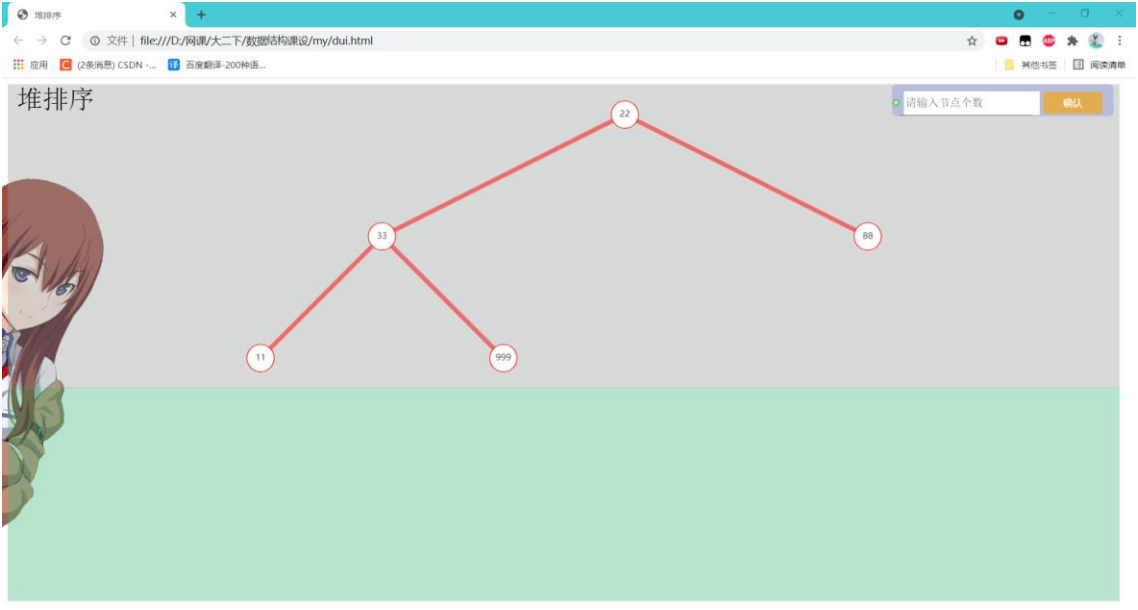 堆排序
文件 | file:///D:/网课/大二下/数据结构课设/my/dui.html
ABP
应用 C (2条消息) CSDN -... 译 百度翻译-200种语... 其他书签 阅读清单
堆排序
请输入节点个数 确认
22
33 88
11 999